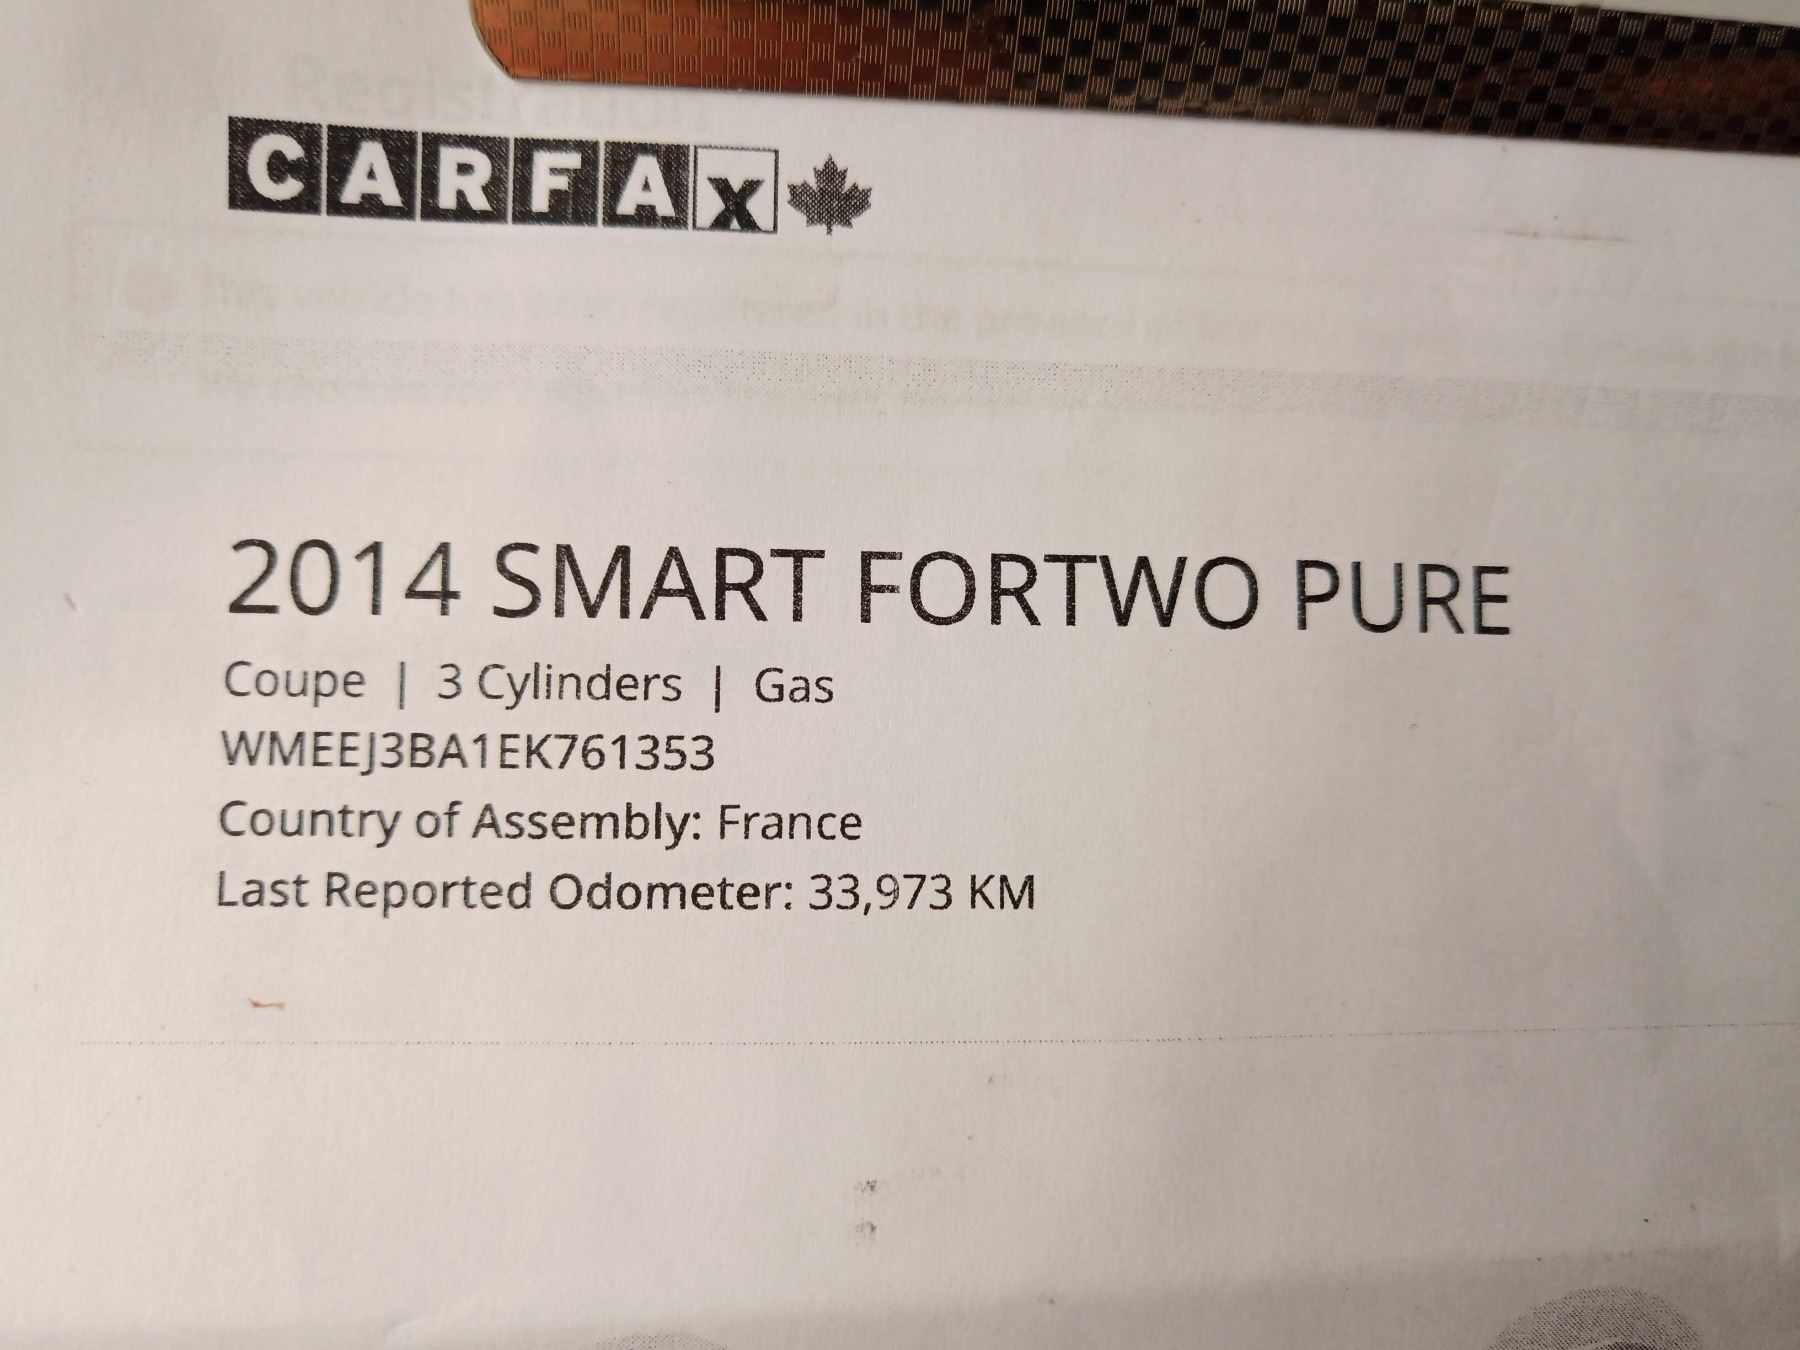 CARFAX
2014 SMART FORTWO PURE
Coupe | 3 Cylinders | Gas
WMEEJ3BA1EK761353
Country of Assembly: France
Last Reported Odometer: 33,973 KM